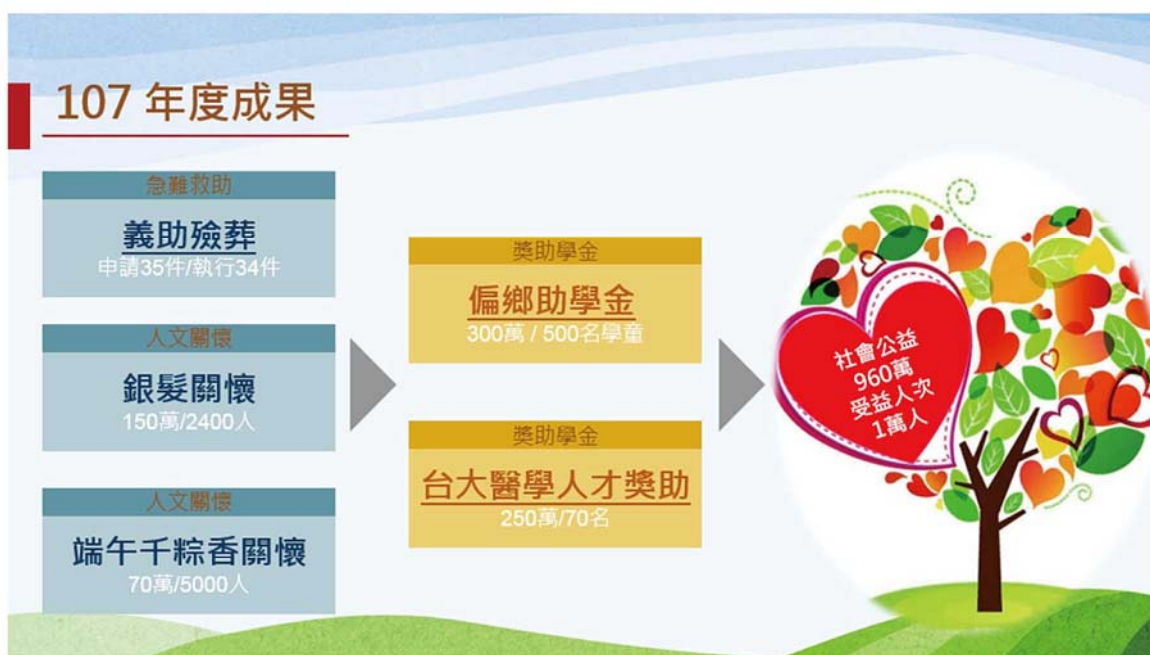 107 年度成果
急難救助
義助殮葬
申請35件/執行34件
人文關懷
銀髮關懷
150萬/2400人
人文關懷
端午千粽香關懷
70萬/5000人
獎助學金
偏鄉助學金
300萬 / 500名學童
獎助學金
台大醫學人才獎助
250萬/70名
社會公益
960萬
受益人次
1萬人